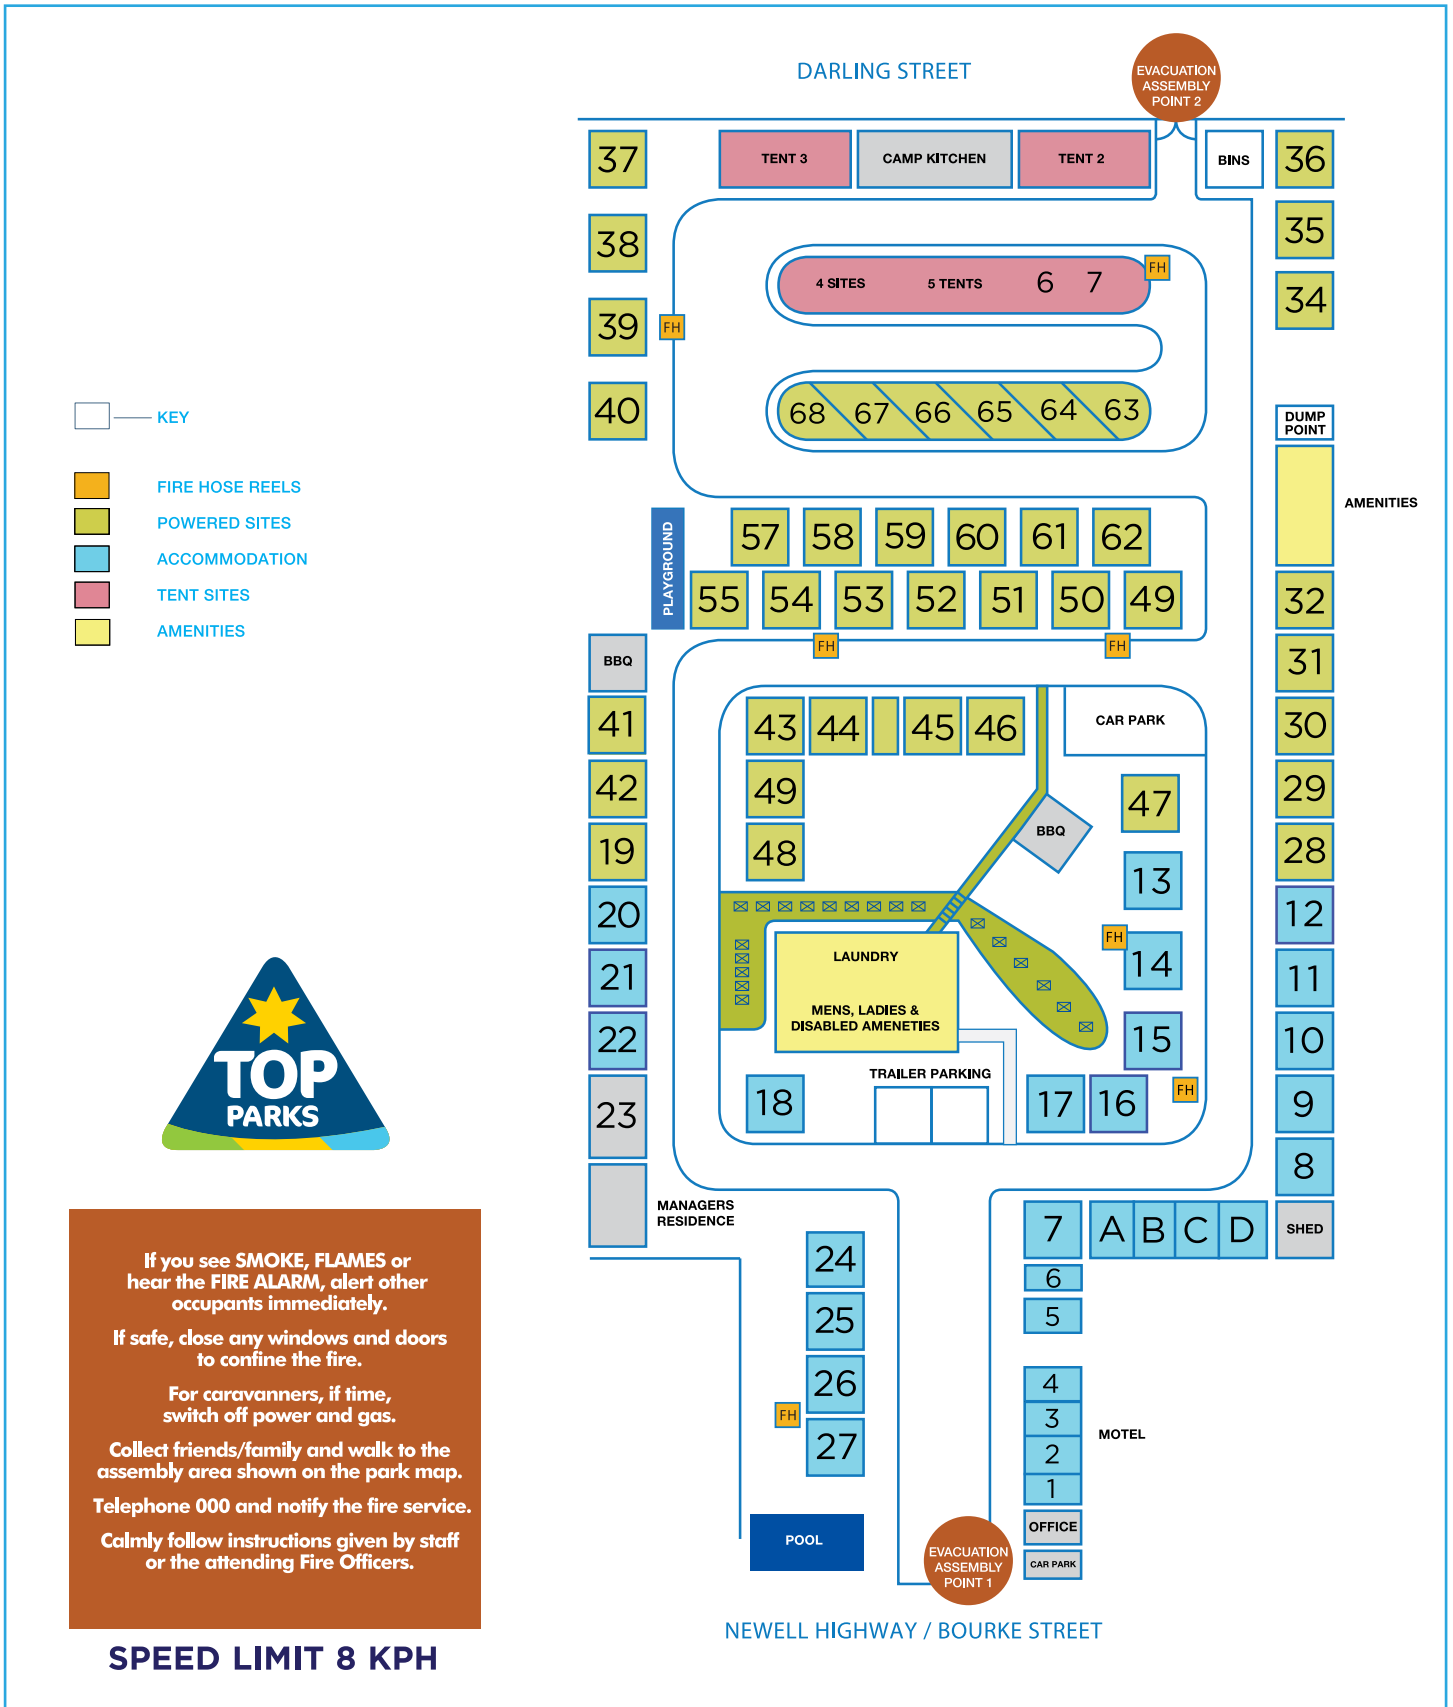 DARLING STREET
EVACUATION
ASSEMBLY
POINT 2
37
TENT 3
CAMP KITCHEN
TENT 2
BINS
36
38
35
4 SITES
5 TENTS
6
7
FH
34
39
FH
40
68
67
66
65
64
63
DUMP
POINT
KEY
FIRE HOSE REELS
POWERED SITES
ACCOMMODATION
TENT SITES
AMENITIES
AMENITIES
PLAYGROUND
57
58
59
60
61
62
55
54
53
52
51
50
49
32
FH
FH
BBQ
31
41
43
44
45
46
CAR PARK
30
42
49
47
29
19
48
BBQ
28
13
20
12
FH
14
21
LAUNDRY
11
MENS, LADIES &
DISABLED AMENETIES
22
15
10
TRAILER PARKING
23
18
17
16
FH
9
8
MANAGERS
RESIDENCE
7
A
B
C
D
SHED
24
6
25
5
26
4
FH
3
MOTEL
27
2
1
OFFICE
POOL
CAR PARK
EVACUATION
ASSEMBLY
POINT 1
NEWELL HIGHWAY / BOURKE STREET
TOP
PARKS
If you see SMOKE, FLAMES or
hear the FIRE ALARM, alert other
occupants immediately.
If safe, close any windows and doors
to confine the fire.
For caravanners, if time,
switch off power and gas.
Collect friends/family and walk to the
assembly area shown on the park map.
Telephone 000 and notify the fire service.
Calmly follow instructions given by staff
or the attending Fire Officers.
SPEED LIMIT 8 KPH